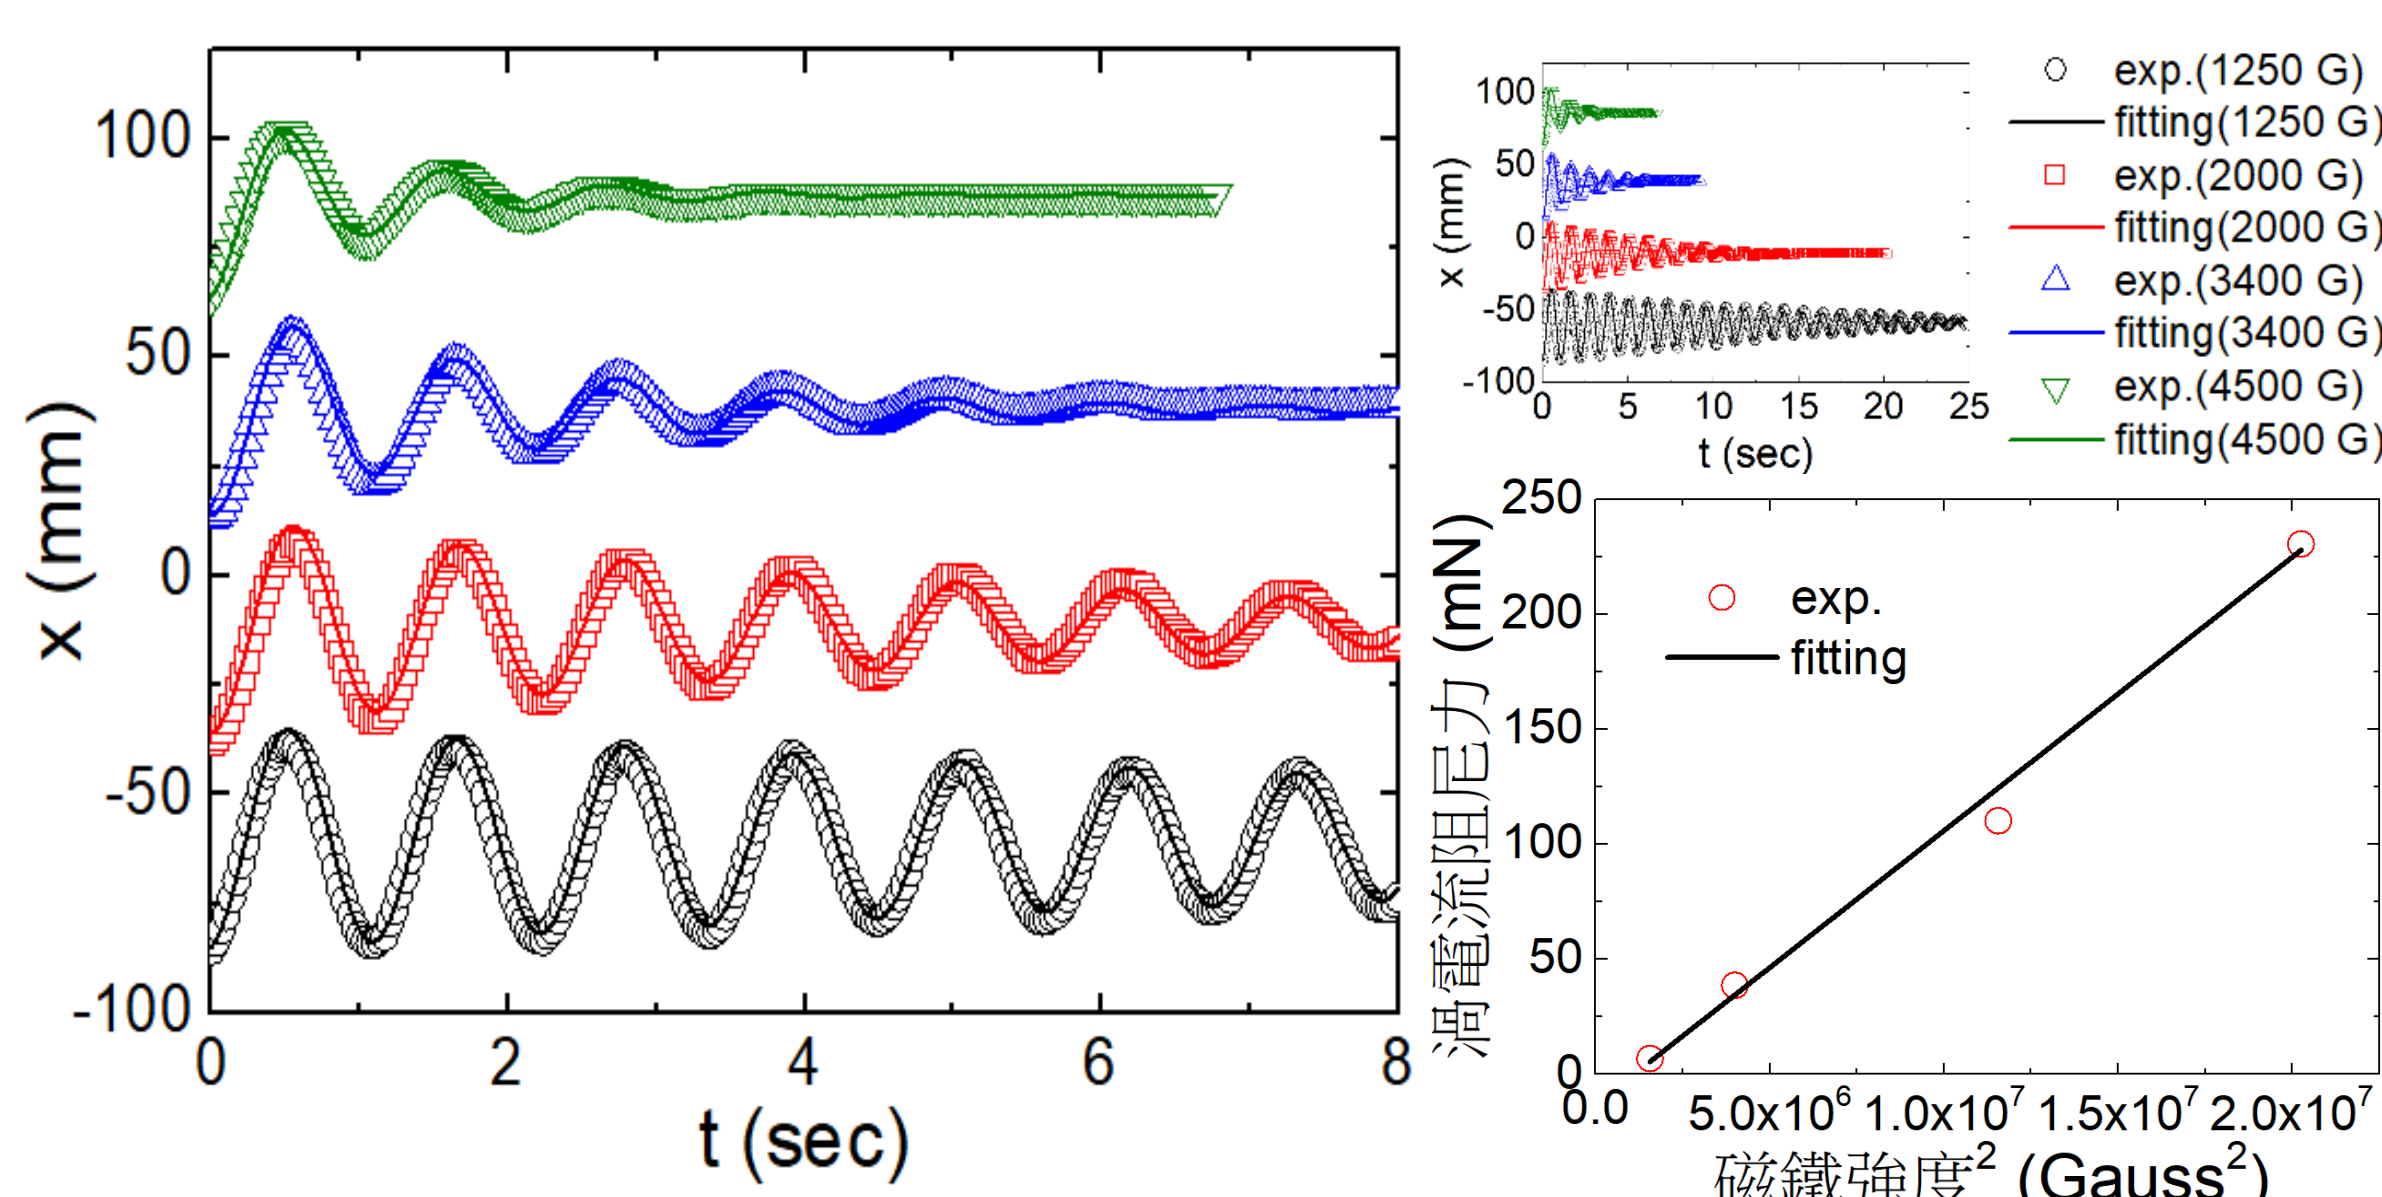 100
50
0
-50
-100
x (mm)
0 2 4 6 8
t (sec)
100
50
0
-50
-100
x (mm)
0 5 10 15 20 25
t (sec)
exp.(1250 G)
fitting(1250 G)
exp.(2000 G)
fitting(2000 G)
exp.(3400 G)
fitting(3400 G)
exp.(4500 G)
fitting(4500 G)
250
200
150
100
50
0
渦電流阻尼力 (mN)
exp.
fitting
0.0 5.0x10⁶ 1.0x10⁷ 1.5x10⁷ 2.0x10⁷
磁鐵強度² (Gauss²)